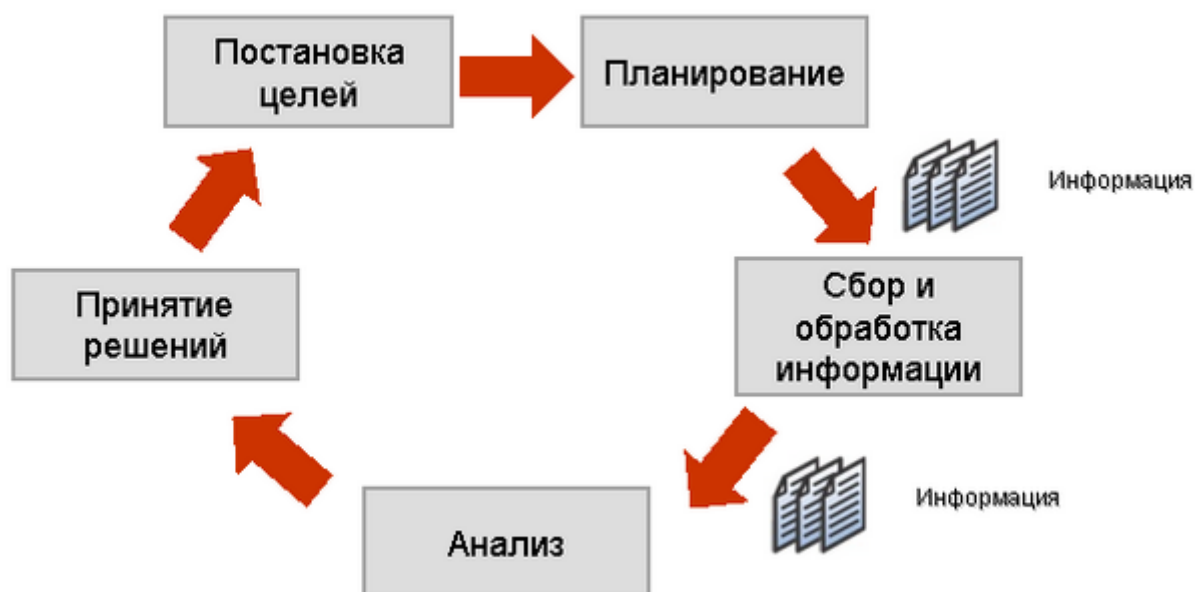 Постановка
целей
Планирование
Информация
Сбор и
обработка
информации
Принятие
решений
Информация
Анализ